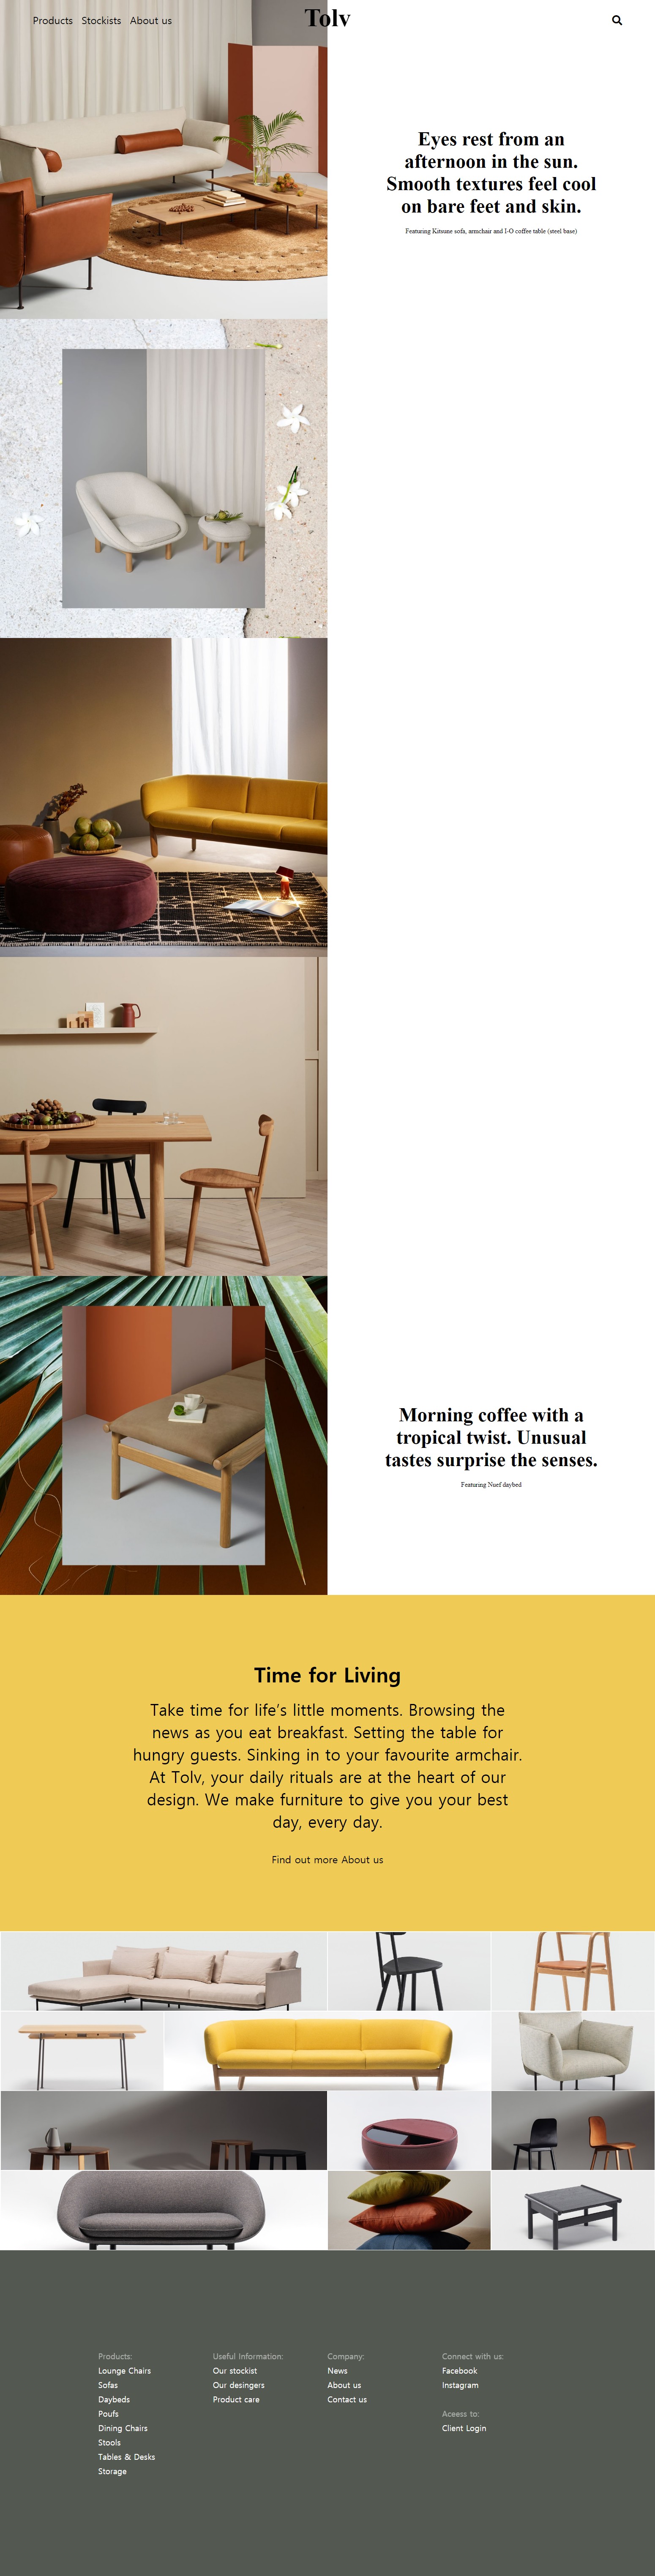 Products Stockists About us
Tolv
Eyes rest from an
afternoon in the sun.
Smooth textures feel cool
on bare feet and skin.
Featuring Kitsune sofa, armchair and I-O coffee table (steel base)
Morning coffee with a
tropical twist. Unusual
tastes surprise the senses.
Featuring Nuef daybed
Time for Living
Take time for life's little moments. Browsing the
news as you eat breakfast. Setting the table for
hungry guests. Sinking in to your favourite armchair.
At Tolv, your daily rituals are at the heart of our
design. We make furniture to give you your best
day, every day.
Find out more About us
Products:
Lounge Chairs
Sofas
Daybeds
Poufs
Dining Chairs
Stools
Tables & Desks
Storage
Useful Information:
Our stockist
Our desingers
Product care
Company:
News
About us
Contact us
Connect with us:
Facebook
Instagram
Aceess to:
Client Login